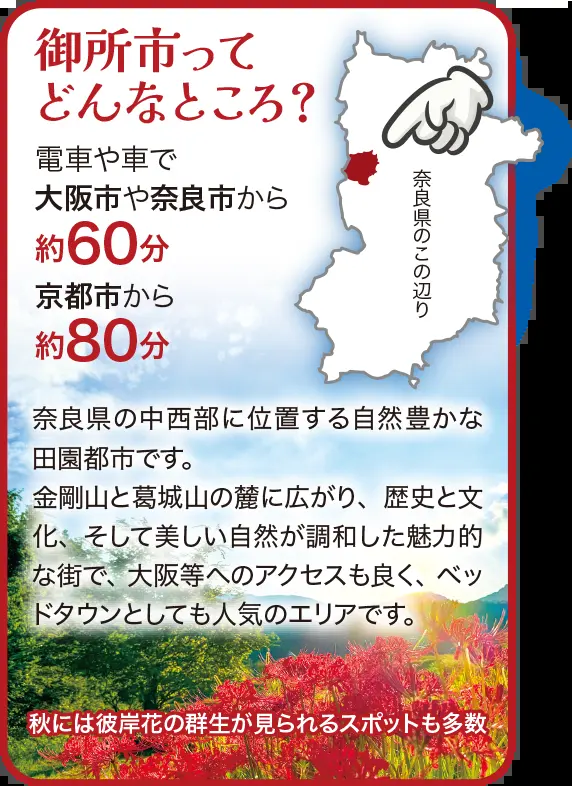 御所市って
どんなところ？
電車や車で
大阪市や奈良市から
約60分
京都市から
約80分
奈良県のこの辺り
奈良県の中西部に位置する自然豊かな
田園都市です。
金剛山と葛城山の麓に広がり、歴史と文
化、そして美しい自然が調和した魅力的
な街で、大阪等へのアクセスも良く、ベッ
ドタウンとしても人気のエリアです。
秋には彼岸花の群生が見られるスポットも多数